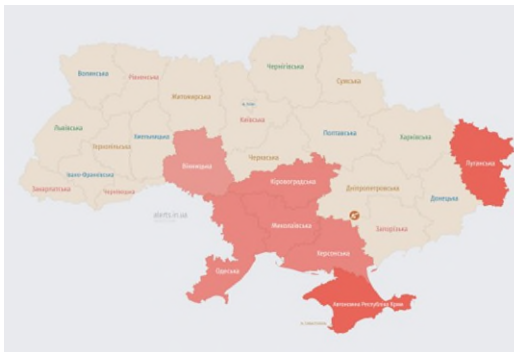 Чернігівська
Волинська
Рівненська
Сумська
Житомирська
Київська
Львівська
Хмельницька
Полтавська
Харківська
Тернопільська
Вінницька
Черкаська
Луганська
Івано-Франківська
Кіровоградська
Закарпатська
Чернівецька
Дніпропетровська
Донецька
alerts.in.ua
Миколаївська
Запорізька
Херсонська
Одеська
Автономна Республіка Крим